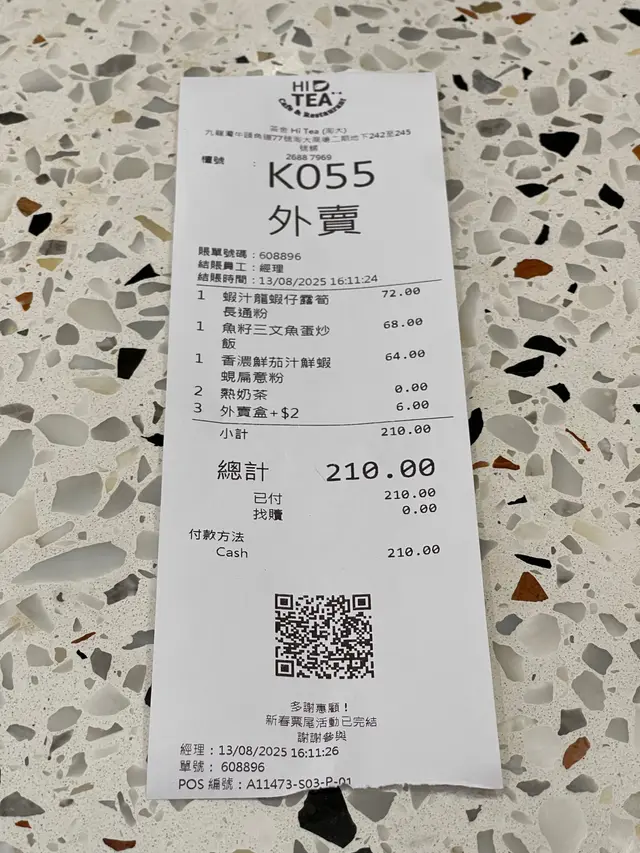 HI TEA
Cafe & Restaurant
茶舍 Hi Tea (淘大)
九龍灣牛頭角道77號淘大商場二期地下242至245
號舖
2688 7969
檯號 : K055
外賣
賬單號碼 : 608896
結賬員工 : 經理
結賬時間 : 13/08/2025 16:11:24
1 蝦汁龍蝦仔露筍 72.00
長通粉
1 魚籽三文魚蛋炒 68.00
飯
1 香濃鮮茄汁鮮蝦 64.00
蜆扁意粉
2 熱奶茶 0.00
3 外賣盒+$2 6.00
小計 210.00
總計 210.00
已付 210.00
找贖 0.00
付款方法
Cash 210.00
多謝惠顧！
新春票尾活動已完結
謝謝參與
經理 : 13/08/2025 16:11:26
單號 : 608896
POS 編號 : A11473-S03-P-01